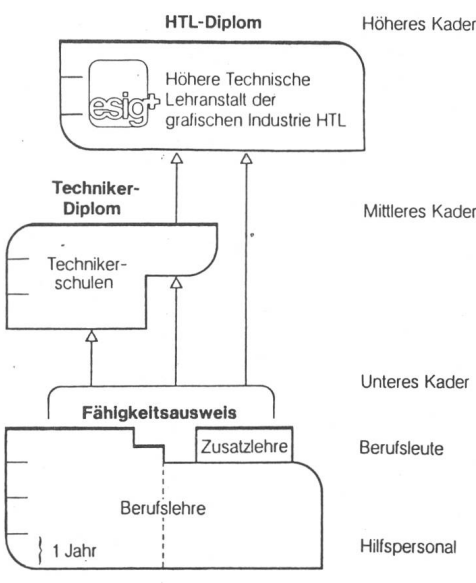 HTL-Diplom
Höheres Kader
esig+
Höhere Technische
Lehranstalt der
grafischen Industrie HTL
Techniker-
Diplom
Mittleres Kader
Techniker-
schulen
Unteres Kader
Fähigkeitsausweis
Zusatzlehre
Berufsleute
Berufslehre
1 Jahr
Hilfspersonal